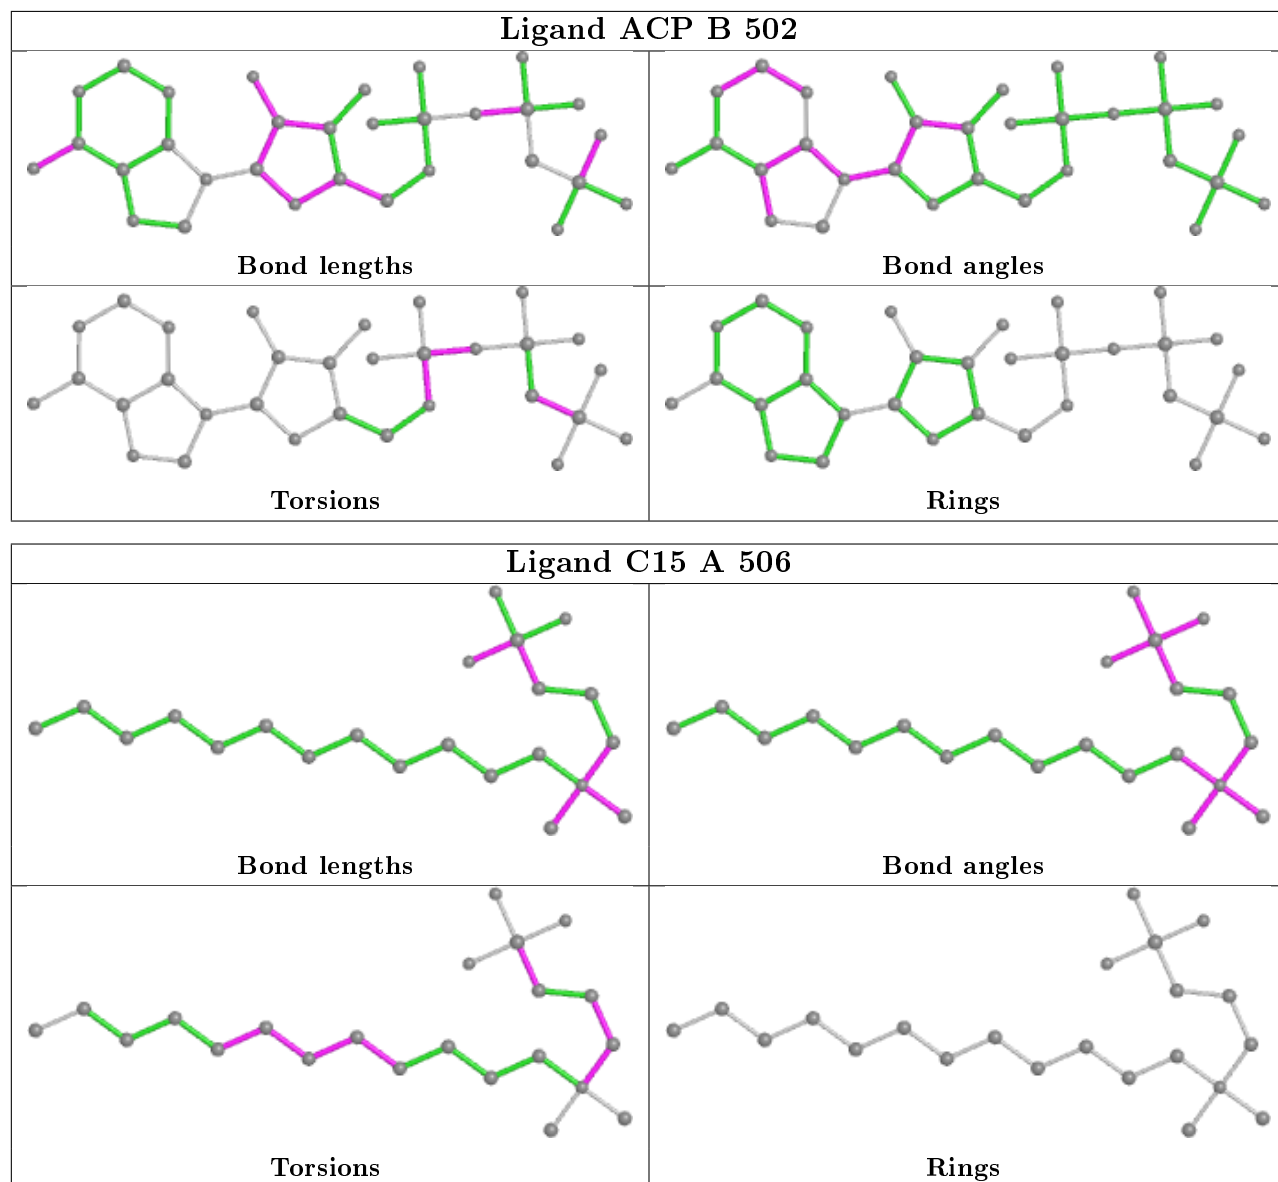 Ligand ACP B 502
Bond lengths
Bond angles
Torsions
Rings
Ligand C15 A 506
Bond lengths
Bond angles
Torsions
Rings